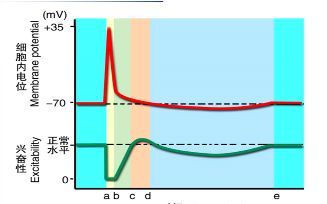 (mV)
+35
细胞内电位
Membrane potential
−70
兴奋性
Excitability
正常
水平
0
a b c d e